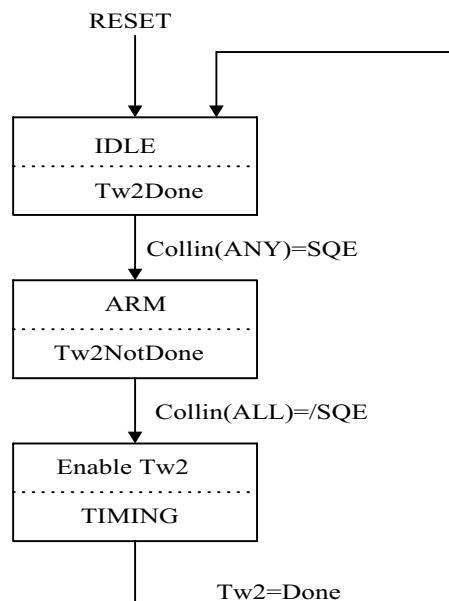 RESET
IDLE
Tw2Done
Collin(ANY)=SQE
ARM
Tw2NotDone
Collin(ALL)=/SQE
Enable Tw2
TIMING
Tw2=Done